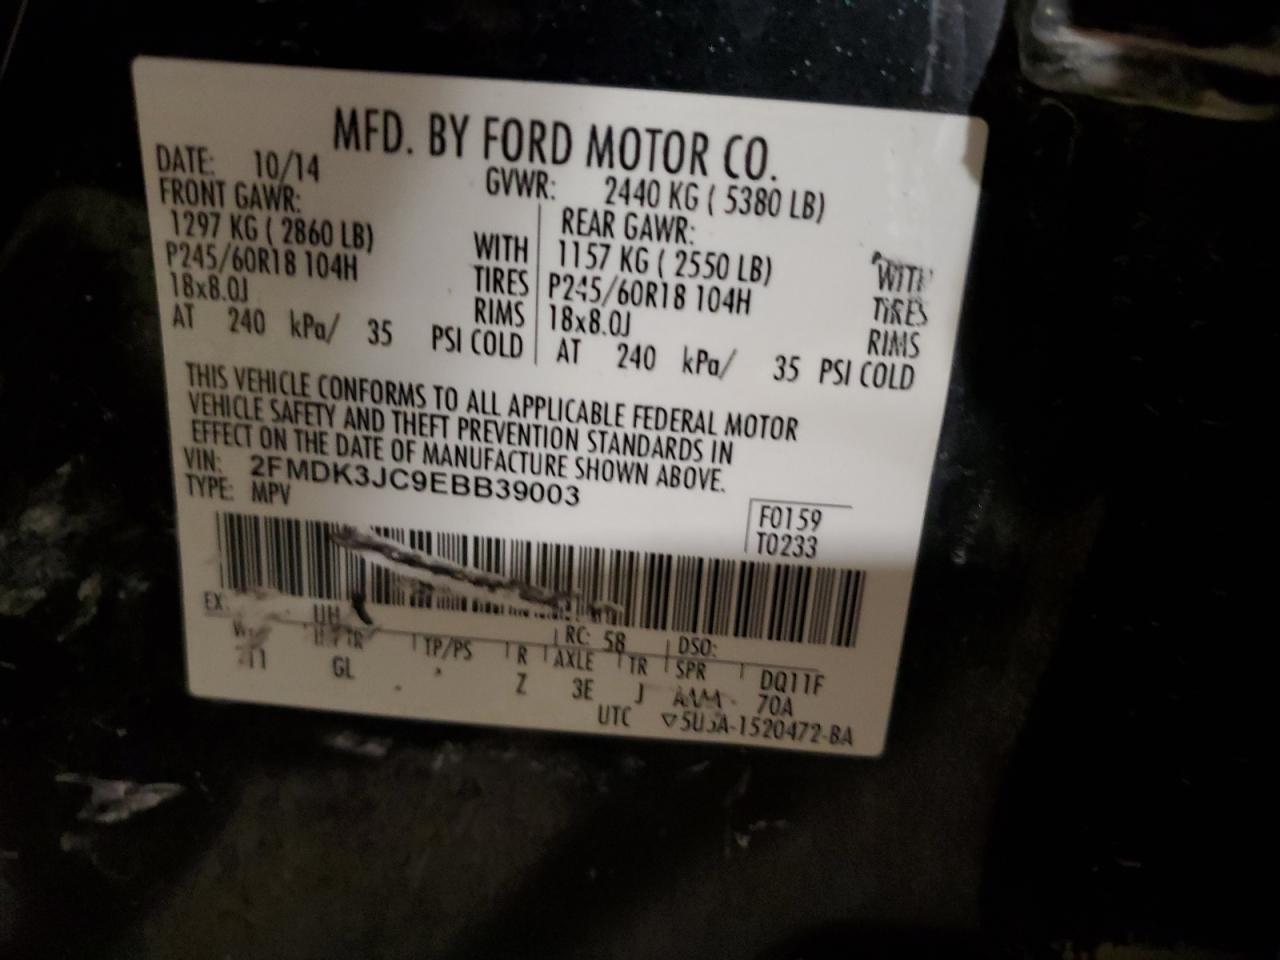 MFD. BY FORD MOTOR CO.
DATE: 10/14 GVWR: 2440 KG ( 5380 LB)
FRONT GAWR: REAR GAWR:
1297 KG ( 2860 LB) WITH 1157 KG ( 2550 LB) WITH
P245/60R18 104H TIRES P245/60R18 104H TIRES
18x8.0J RIMS 18x8.0J RIMS
AT 240 kPa/ 35 PSI COLD AT 240 kPa/ 35 PSI COLD
THIS VEHICLE CONFORMS TO ALL APPLICABLE FEDERAL MOTOR
VEHICLE SAFETY AND THEFT PREVENTION STANDARDS IN
EFFECT ON THE DATE OF MANUFACTURE SHOWN ABOVE.
VIN: 2FMDK3JC9EBB39003
TYPE: MPV
F0159
T0233
EX UH RC: 58 DSO:
TP/PS R AXLE TR SPR DQ11F
GL Z 3E J 70A
UTC ▽5U5A-1520472-BA